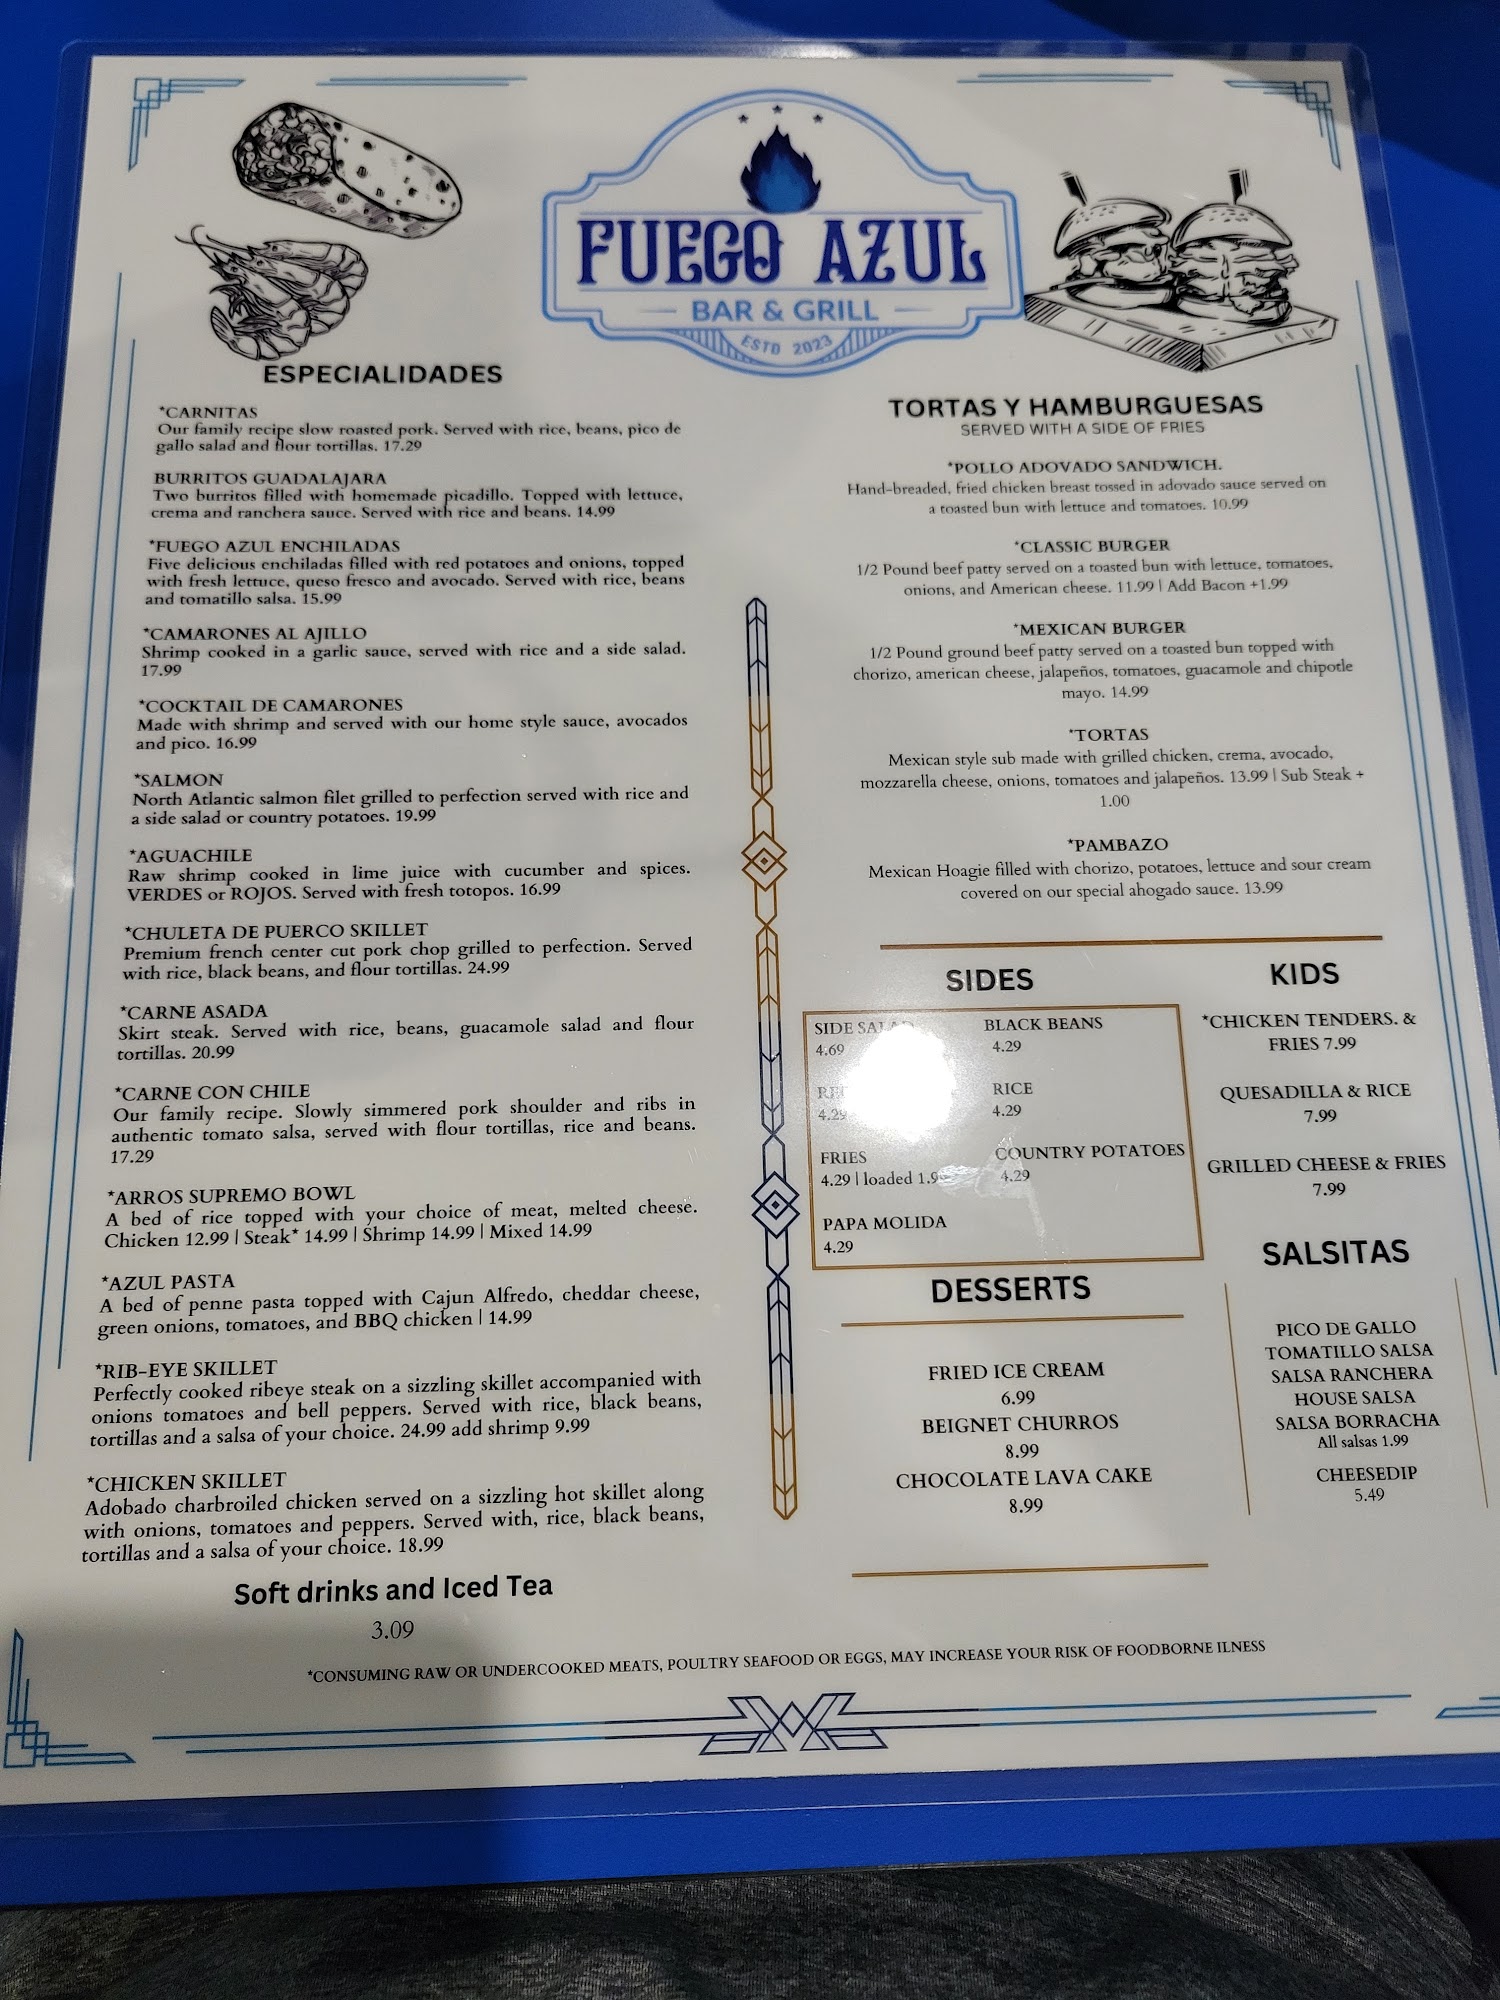 FUEGO AZUL
BAR & GRILL
ESTD 2023
ESPECIALIDADES
*CARNITAS
Our family recipe slow roasted pork. Served with rice, beans, pico de
gallo salad and flour tortillas. 17.29
BURRITOS GUADALAJARA
Two burritos filled with homemade picadillo. Topped with lettuce,
crema and ranchera sauce. Served with rice and beans. 14.99
*FUEGO AZUL ENCHILADAS
Five delicious enchiladas filled with red potatoes and onions, topped
with fresh lettuce, queso fresco and avocado. Served with rice, beans
and tomatillo salsa. 15.99
*CAMARONES AL AJILLO
Shrimp cooked in a garlic sauce, served with rice and a side salad.
17.99
*COCKTAIL DE CAMARONES
Made with shrimp and served with our home style sauce, avocados
and pico. 16.99
*SALMON
North Atlantic salmon filet grilled to perfection served with rice and
a side salad or country potatoes. 19.99
*AGUACHILE
Raw shrimp cooked in lime juice with cucumber and spices.
VERDES or ROJOS. Served with fresh totopos. 16.99
*CHULETA DE PUERCO SKILLET
Premium french center cut pork chop grilled to perfection. Served
with rice, black beans, and flour tortillas. 24.99
*CARNE ASADA
Skirt steak. Served with rice, beans, guacamole salad and flour
tortillas. 20.99
*CARNE CON CHILE
Our family recipe. Slowly simmered pork shoulder and ribs in
authentic tomato salsa, served with flour tortillas, rice and beans.
17.29
*ARROS SUPREMO BOWL
A bed of rice topped with your choice of meat, melted cheese.
Chicken 12.99 | Steak* 14.99 | Shrimp 14.99 | Mixed 14.99
*AZUL PASTA
A bed of penne pasta topped with Cajun Alfredo, cheddar cheese,
green onions, tomatoes, and BBQ chicken | 14.99
*RIB-EYE SKILLET
Perfectly cooked ribeye steak on a sizzling skillet accompanied with
onions tomatoes and bell peppers. Served with rice, black beans,
tortillas and a salsa of your choice. 24.99 add shrimp 9.99
*CHICKEN SKILLET
Adobado charbroiled chicken served on a sizzling hot skillet along
with onions, tomatoes and peppers. Served with, rice, black beans,
tortillas and a salsa of your choice. 18.99
Soft drinks and Iced Tea
3.09
TORTAS Y HAMBURGUESAS
SERVED WITH A SIDE OF FRIES
*POLLO ADOVADO SANDWICH.
Hand-breaded, fried chicken breast tossed in adovado sauce served on
a toasted bun with lettuce and tomatoes. 10.99
*CLASSIC BURGER
1/2 Pound beef patty served on a toasted bun with lettuce, tomatoes,
onions, and American cheese. 11.99 | Add Bacon +1.99
*MEXICAN BURGER
1/2 Pound ground beef patty served on a toasted bun topped with
chorizo, american cheese, jalapeños, tomatoes, guacamole and chipotle
mayo. 14.99
*TORTAS
Mexican style sub made with grilled chicken, crema, avocado,
mozzarella cheese, onions, tomatoes and jalapeños. 13.99 | Sub Steak +
1.00
*PAMBAZO
Mexican Hoagie filled with chorizo, potatoes, lettuce and sour cream
covered on our special ahogado sauce. 13.99
SIDES
SIDE SALAD
4.69
BLACK BEANS
4.29
4.29
RICE
4.29
FRIES
4.29 | loaded
COUNTRY POTATOES
4.29
PAPA MOLIDA
4.29
KIDS
*CHICKEN TENDERS. &
FRIES 7.99
QUESADILLA & RICE
7.99
GRILLED CHEESE & FRIES
7.99
DESSERTS
FRIED ICE CREAM
6.99
BEIGNET CHURROS
8.99
CHOCOLATE LAVA CAKE
8.99
SALSITAS
PICO DE GALLO
TOMATILLO SALSA
SALSA RANCHERA
HOUSE SALSA
SALSA BORRACHA
All salsas 1.99
CHEESEDIP
5.49
*CONSUMING RAW OR UNDERCOOKED MEATS, POULTRY SEAFOOD OR EGGS, MAY INCREASE YOUR RISK OF FOODBORNE ILNESS